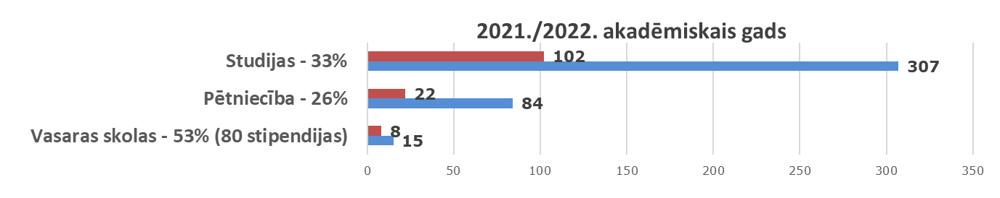 2021./2022. akadēmiskais gads
Studijas - 33%
102
307
Pētniecība - 26%
22
84
Vasaras skolas - 53% (80 stipendijas)
8
15
0 50 100 150 200 250 300 350